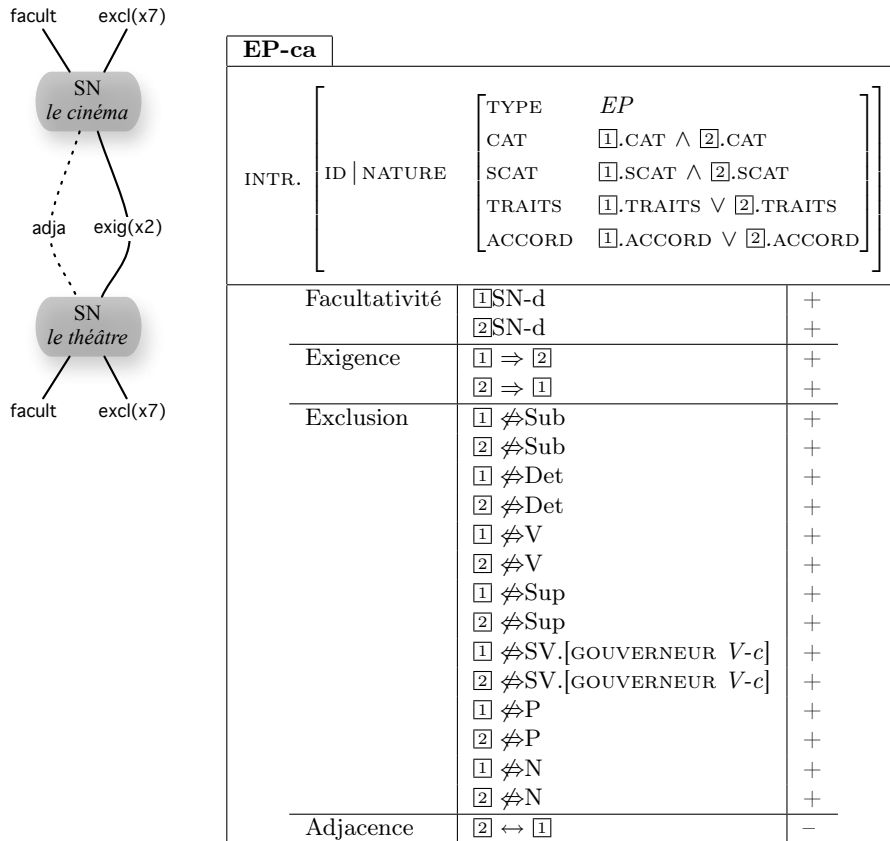 facult excl(x7)
SN
le cinéma
adja exig(x2)
SN
le théâtre
facult excl(x7)
EP-ca
INTR. ID | NATURE
TYPE EP
CAT 1.CAT ∧ 2.CAT
SCAT 1.SCAT ∧ 2.SCAT
TRAITS 1.TRAITS ∨ 2.TRAITS
ACCORD 1.ACCORD ∨ 2.ACCORD
Facultativité 1SN-d +
2SN-d +
Exigence 1 ⇒ 2 +
2 ⇒ 1 +
Exclusion 1 ⇎Sub +
2 ⇎Sub +
1 ⇎Det +
2 ⇎Det +
1 ⇎V +
2 ⇎V +
1 ⇎Sup +
2 ⇎Sup +
1 ⇎SV.[GOUVERNEUR V-c] +
2 ⇎SV.[GOUVERNEUR V-c] +
1 ⇎P +
2 ⇎P +
1 ⇎N +
2 ⇎N +
Adjacence 2 ↔ 1 –